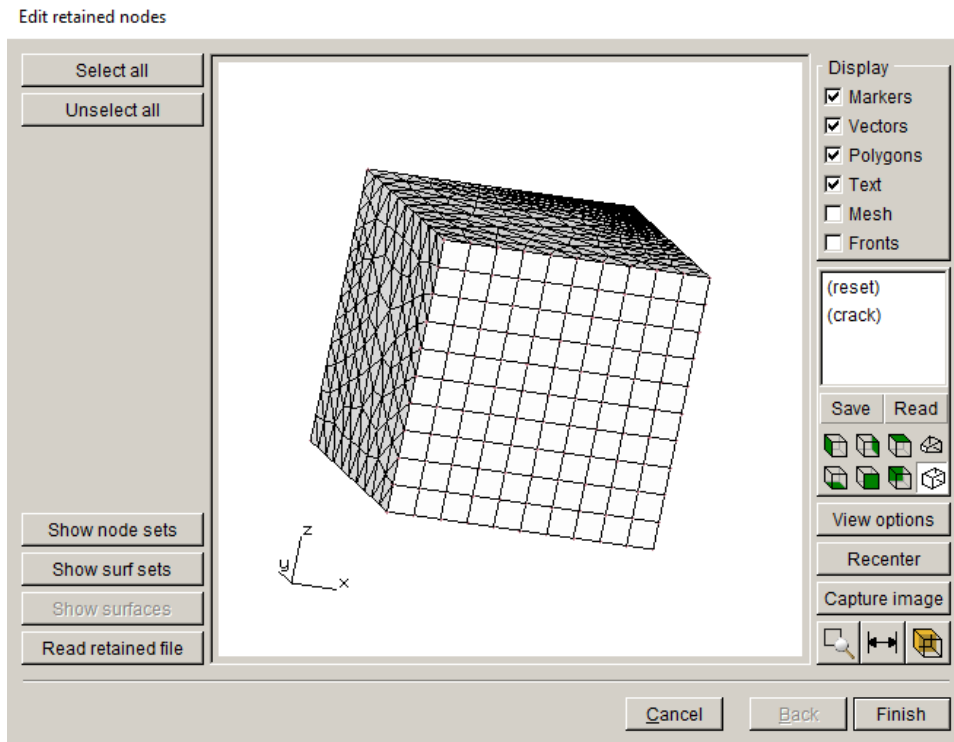 Edit retained nodes
Select all
Unselect all
Show node sets
Show surf sets
Show surfaces
Read retained file
z
y
x
Display
Markers
Vectors
Polygons
Text
Mesh
Fronts
(reset)
(crack)
Save Read
View options
Recenter
Capture image
Cancel Back Finish